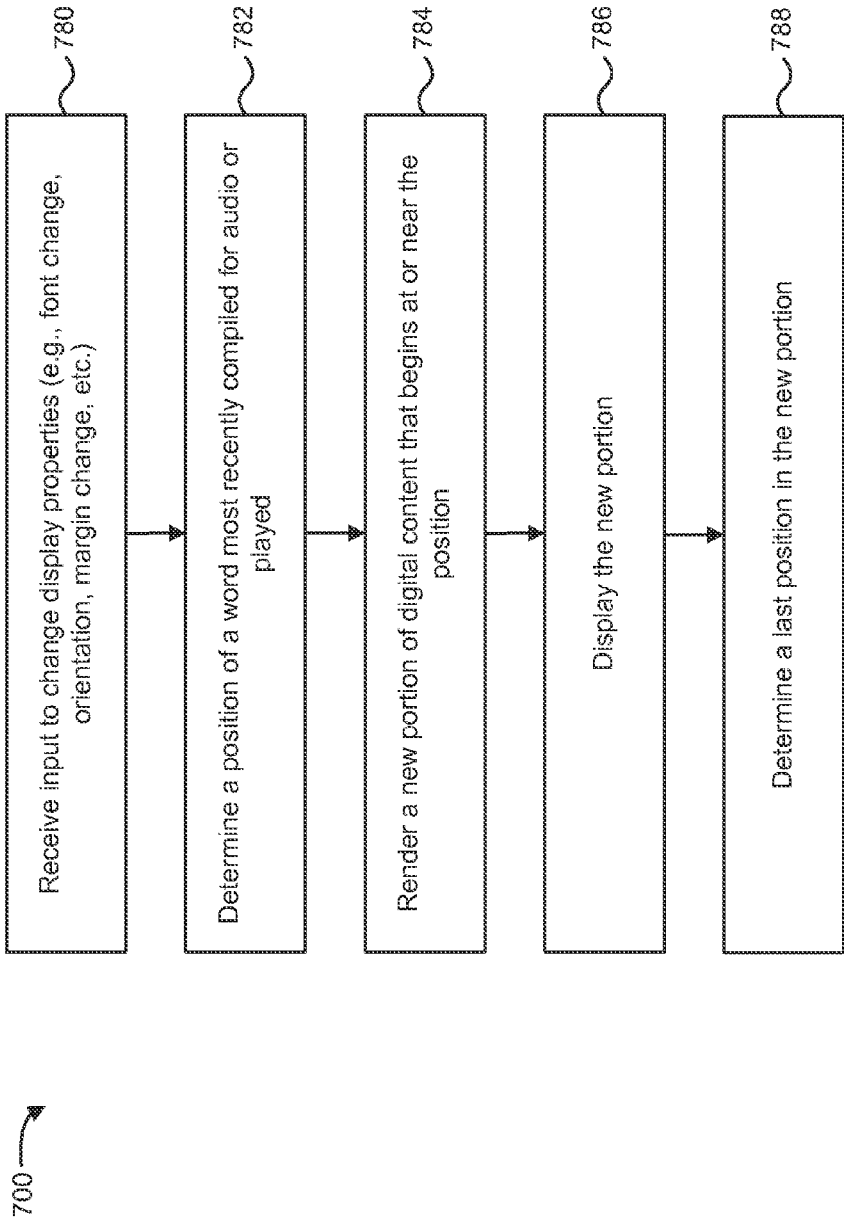 700
Receive input to change display properties (e.g., font change,
orientation, margin change, etc.)
780
Determine a position of a word most recently compiled for audio or
played
782
Render a new portion of digital content that begins at or near the
position
784
Display the new portion
786
Determine a last position in the new portion
788